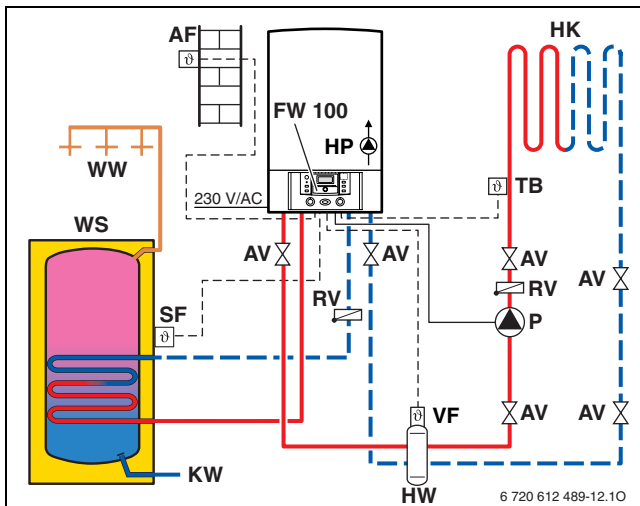 AF
HK
FW 100
HP
WW
230 V/AC
TB
WS
AV
AV
AV
AV
RV
RV
SF
P
VF
AV
AV
KW
HW
6 720 612 489-12.1O
ϑ
ϑ
ϑ
ϑ